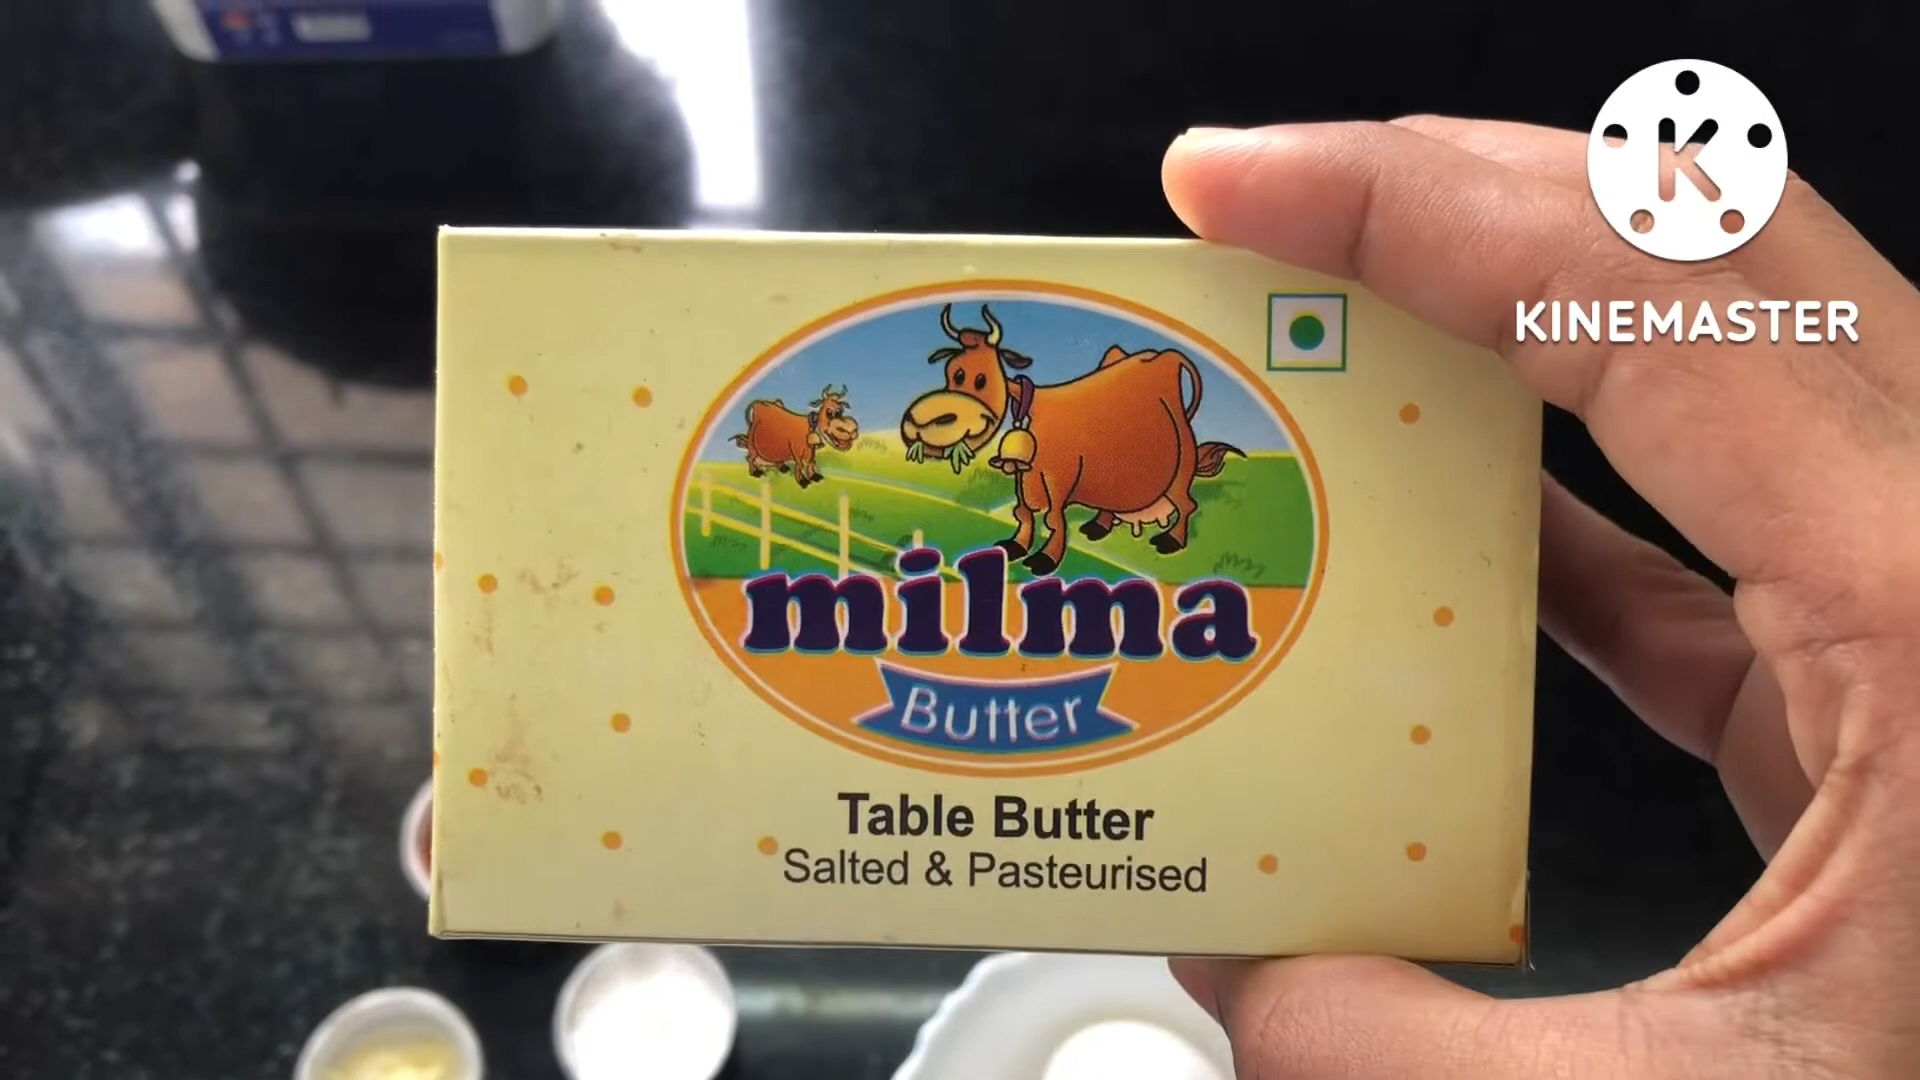 K
KINEMASTER
milma
Butter
Table Butter
Salted & Pasteurised